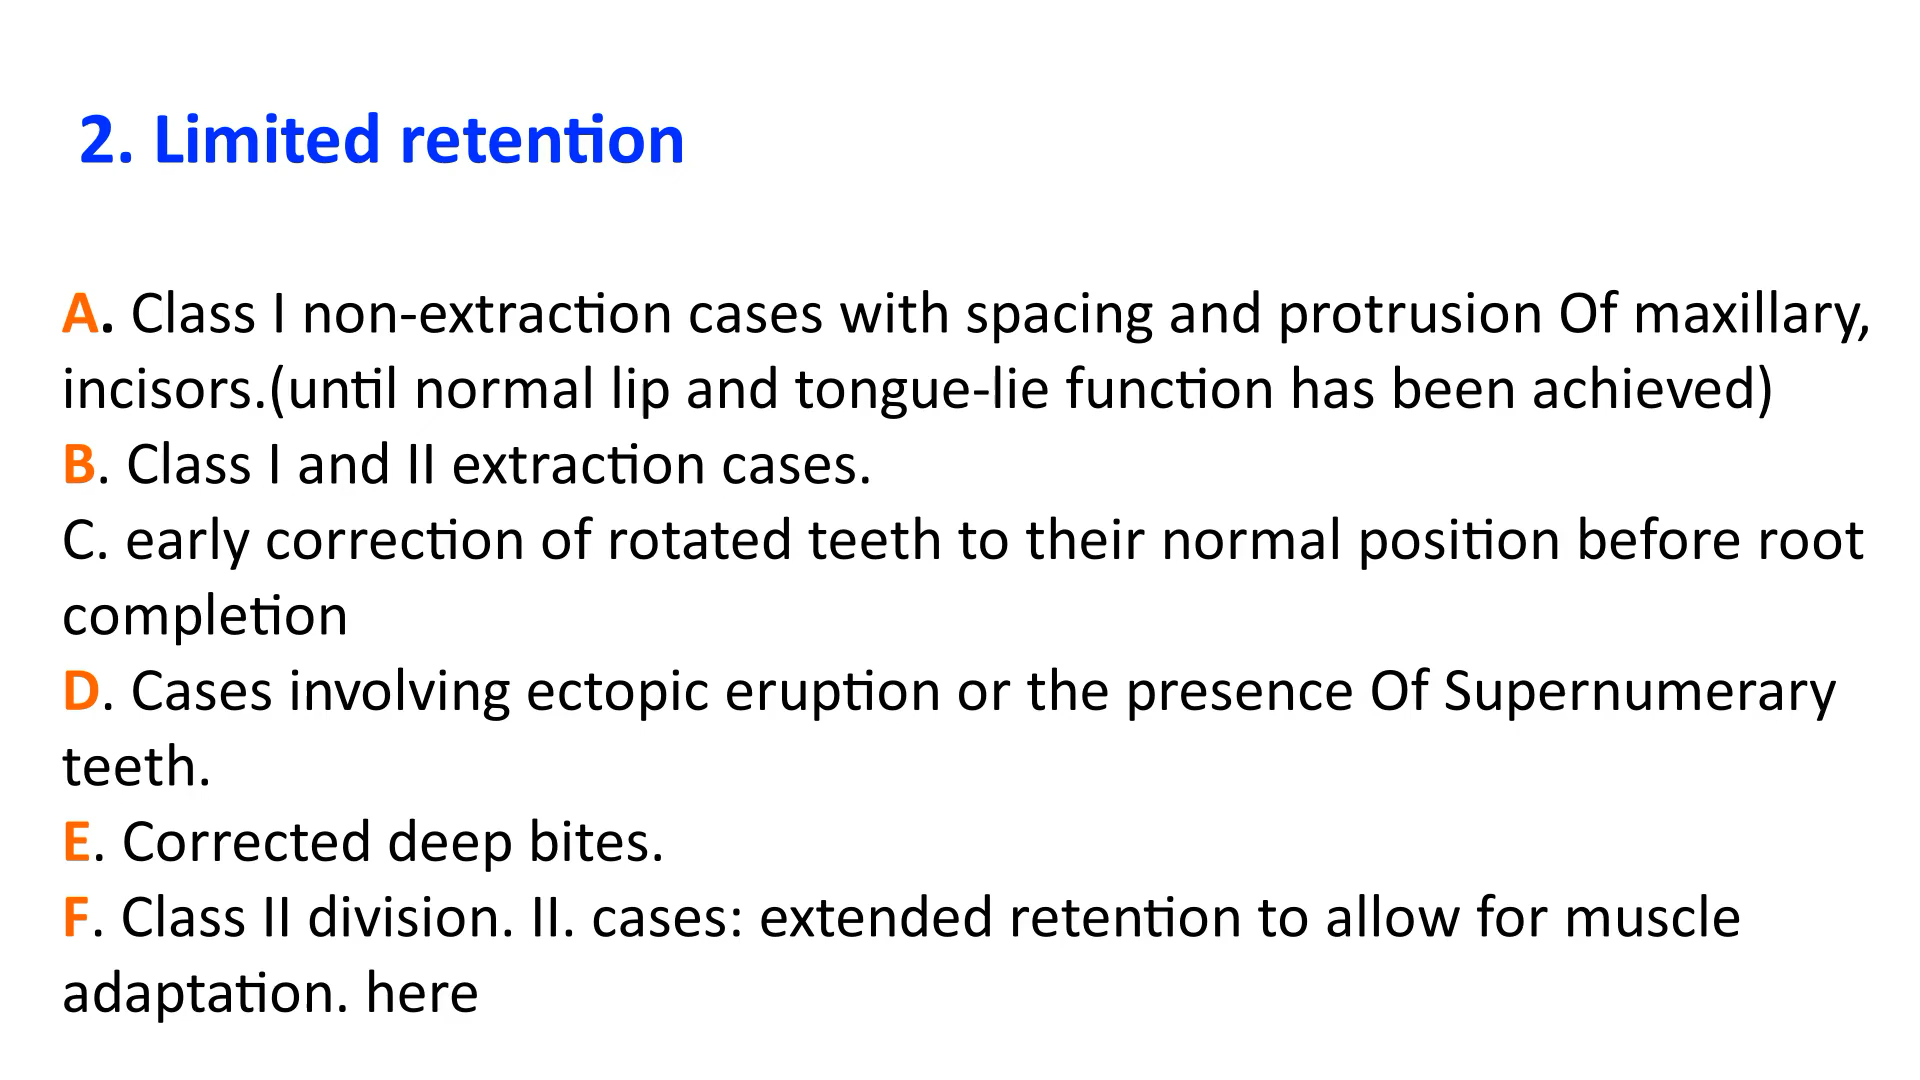 2. Limited retention
A. Class I non-extraction cases with spacing and protrusion Of maxillary,
incisors.(until normal lip and tongue-lie function has been achieved)
B. Class I and II extraction cases.
C. early correction of rotated teeth to their normal position before root
completion
D. Cases involving ectopic eruption or the presence Of Supernumerary
teeth.
E. Corrected deep bites.
F. Class II division. II. cases: extended retention to allow for muscle
adaptation. here